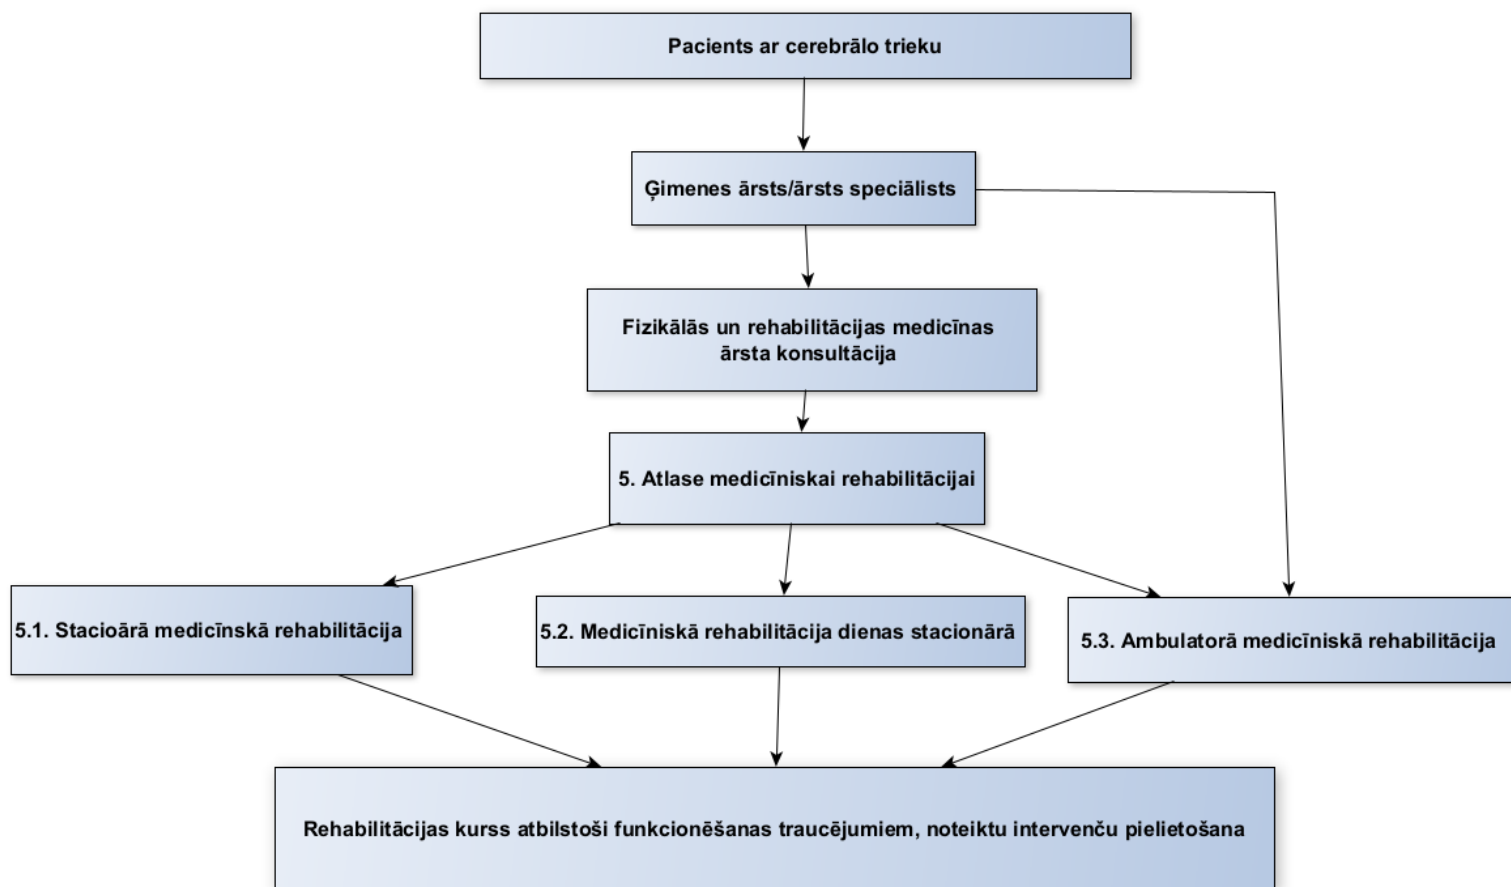 Pacients ar cerebrālo trieku
Ģimenes ārsts/ārsts speciālists
Fizikālās un rehabilitācijas medicīnas
ārsta konsultācija
5. Atlase medicīniskai rehabilitācijai
5.1. Stacioārā medicīnskā rehabilitācija
5.2. Medicīniskā rehabilitācija dienas stacionārā
5.3. Ambulatorā medicīniskā rehabilitācija
Rehabilitācijas kurss atbilstoši funkcionēšanas traucējumiem, noteiktu intervenču pielietošana